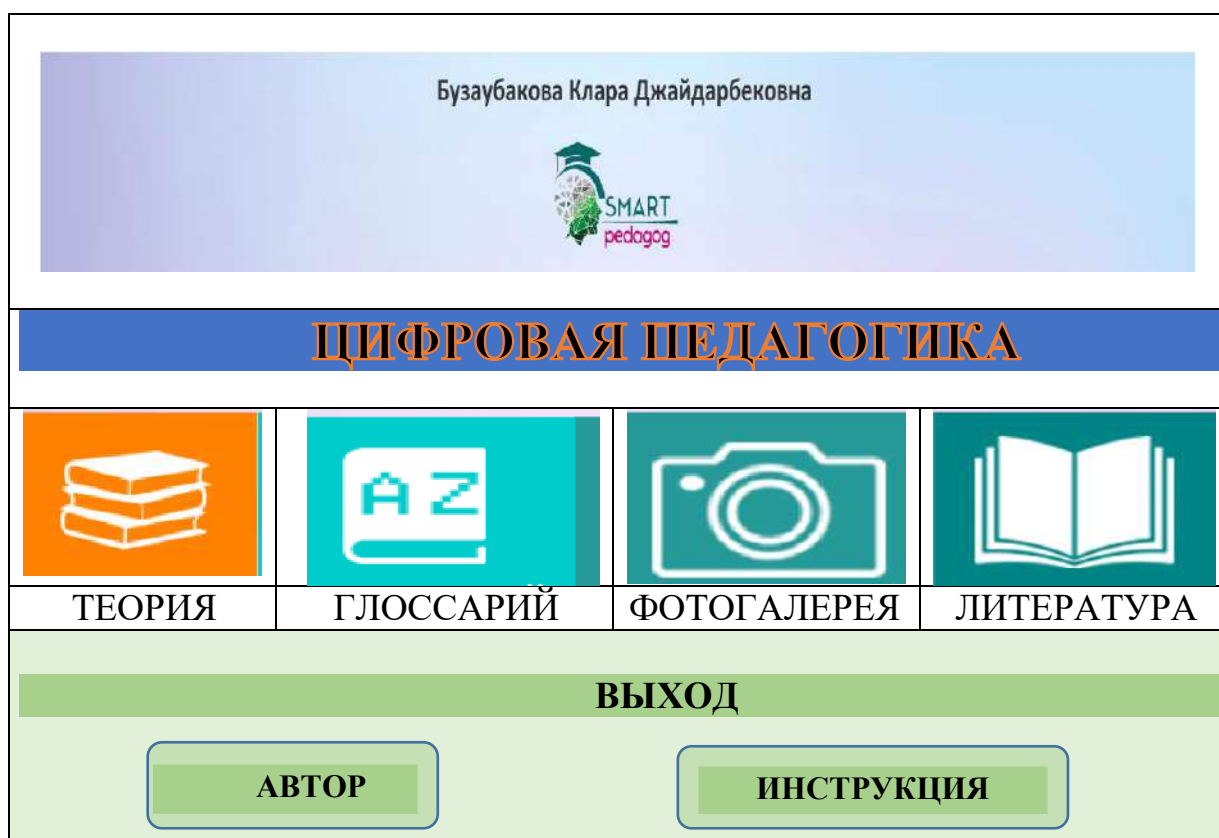 Бузаубакова Клара Джайдарбековна
SMART
pedagog
ЦИФРОВАЯ ПЕДАГОГИКА
A Z
ТЕОРИЯ ГЛОССАРИЙ ФОТОГАЛЕРЕЯ ЛИТЕРАТУРА
ВЫХОД
АВТОР ИНСТРУКЦИЯ